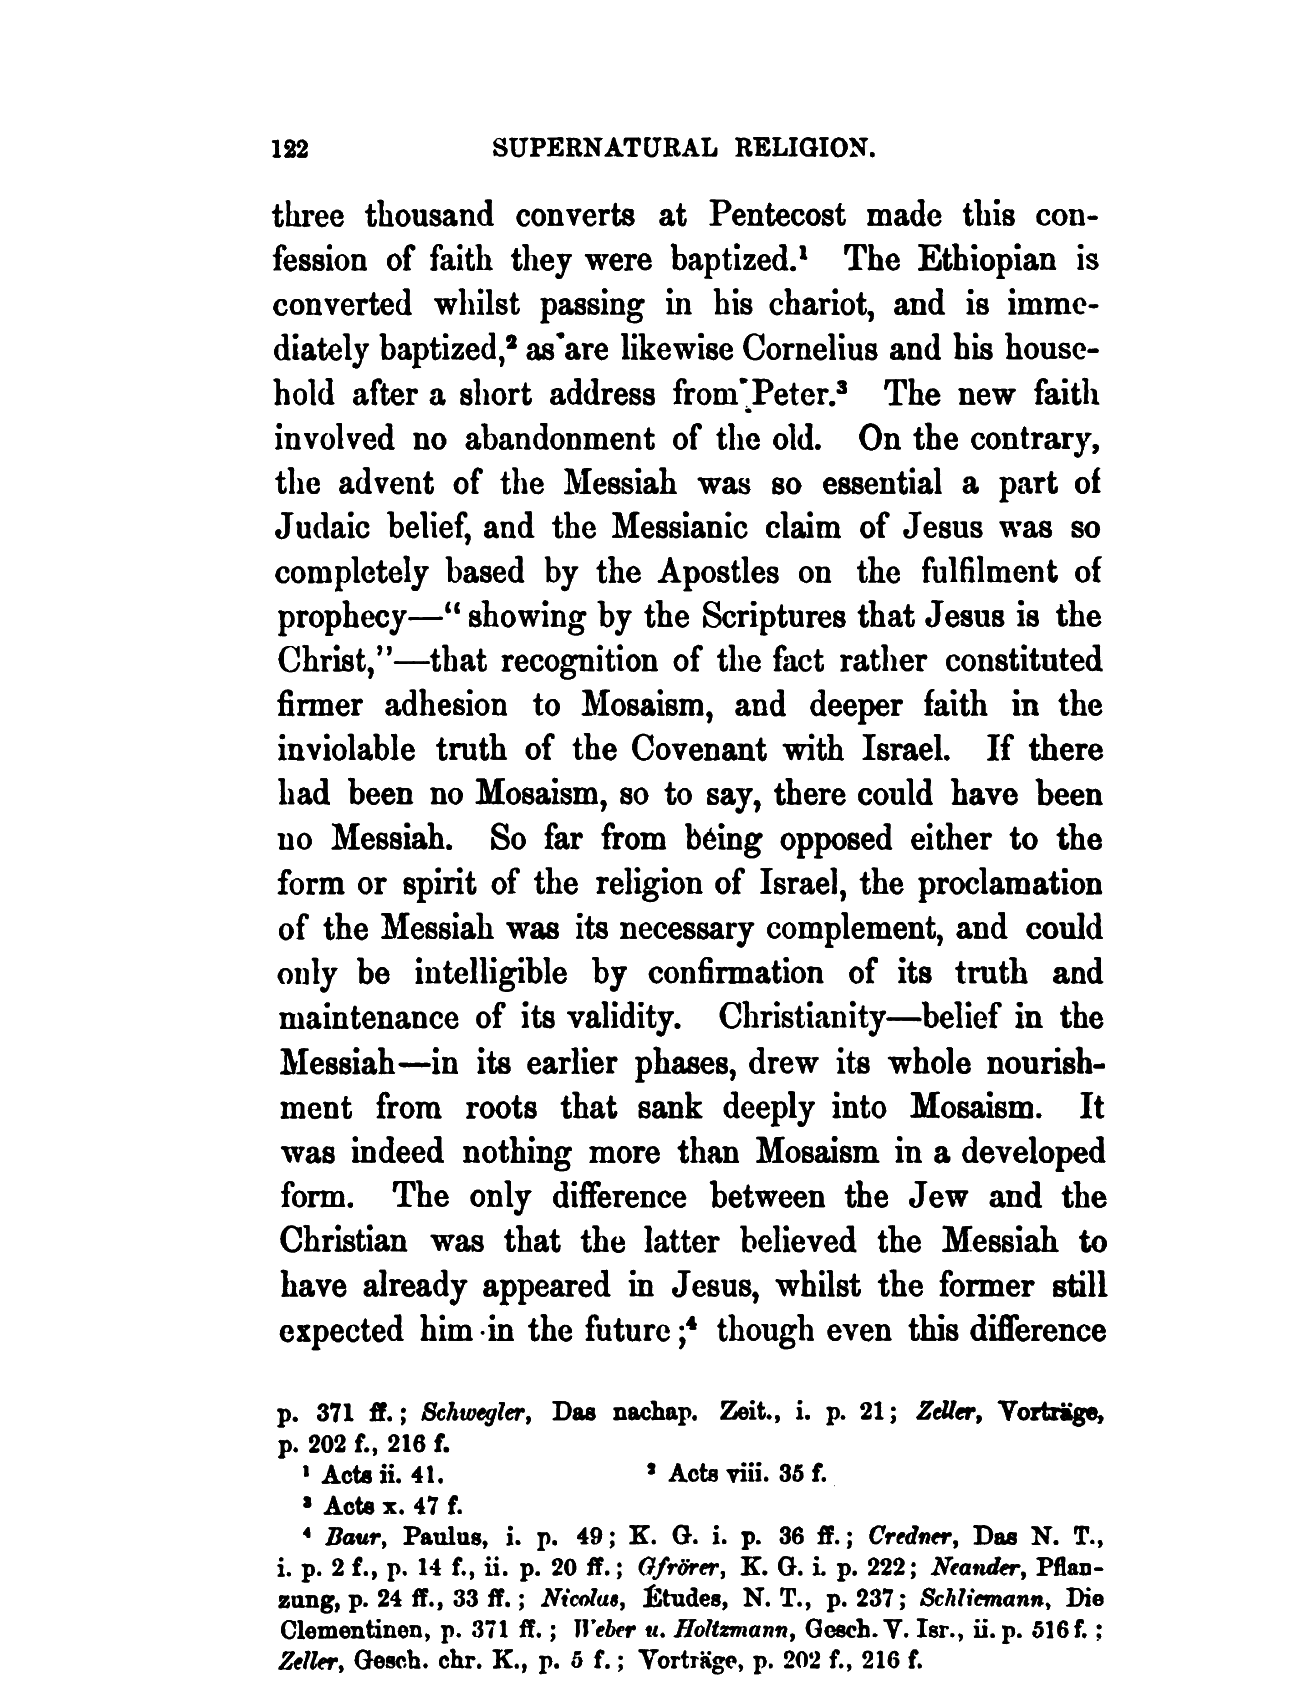 122 SUPERNATURAL RELIGION.
three thousand converts at Pentecost made this con-
fession of faith they were baptized.¹ The Ethiopian is
converted whilst passing in his chariot, and is imme-
diately baptized,² as are likewise Cornelius and his house-
hold after a short address from Peter.³ The new faith
involved no abandonment of the old. On the contrary,
the advent of the Messiah was so essential a part of
Judaic belief, and the Messianic claim of Jesus was so
completely based by the Apostles on the fulfilment of
prophecy—“ showing by the Scriptures that Jesus is the
Christ,”—that recognition of the fact rather constituted
firmer adhesion to Mosaism, and deeper faith in the
inviolable truth of the Covenant with Israel. If there
had been no Mosaism, so to say, there could have been
no Messiah. So far from being opposed either to the
form or spirit of the religion of Israel, the proclamation
of the Messiah was its necessary complement, and could
only be intelligible by confirmation of its truth and
maintenance of its validity. Christianity—belief in the
Messiah—in its earlier phases, drew its whole nourish-
ment from roots that sank deeply into Mosaism. It
was indeed nothing more than Mosaism in a developed
form. The only difference between the Jew and the
Christian was that the latter believed the Messiah to
have already appeared in Jesus, whilst the former still
expected him in the future ;⁴ though even this difference
p. 371 ff. ; Schwegler, Das nachap. Zeit., i. p. 21 ; Zeller, Vorträge,
p. 202 f., 216 f.
¹ Acts ii. 41. ² Acts viii. 35 f.
³ Acts x. 47 f.
⁴ Baur, Paulus, i. p. 49 ; K. G. i. p. 36 ff. ; Credner, Das N. T.,
i. p. 2 f., p. 14 f., ii. p. 20 ff. ; Gfrörer, K. G. i. p. 222 ; Neander, Pflan-
zung, p. 24 ff., 33 ff. ; Nicolas, Études, N. T., p. 237 ; Schliemann, Die
Clementinen, p. 371 ff. ; Weber u. Holtzmann, Gesch. V. Isr., ii. p. 516 f. ;
Zeller, Gesch. chr. K., p. 5 f. ; Vorträge, p. 202 f., 216 f.